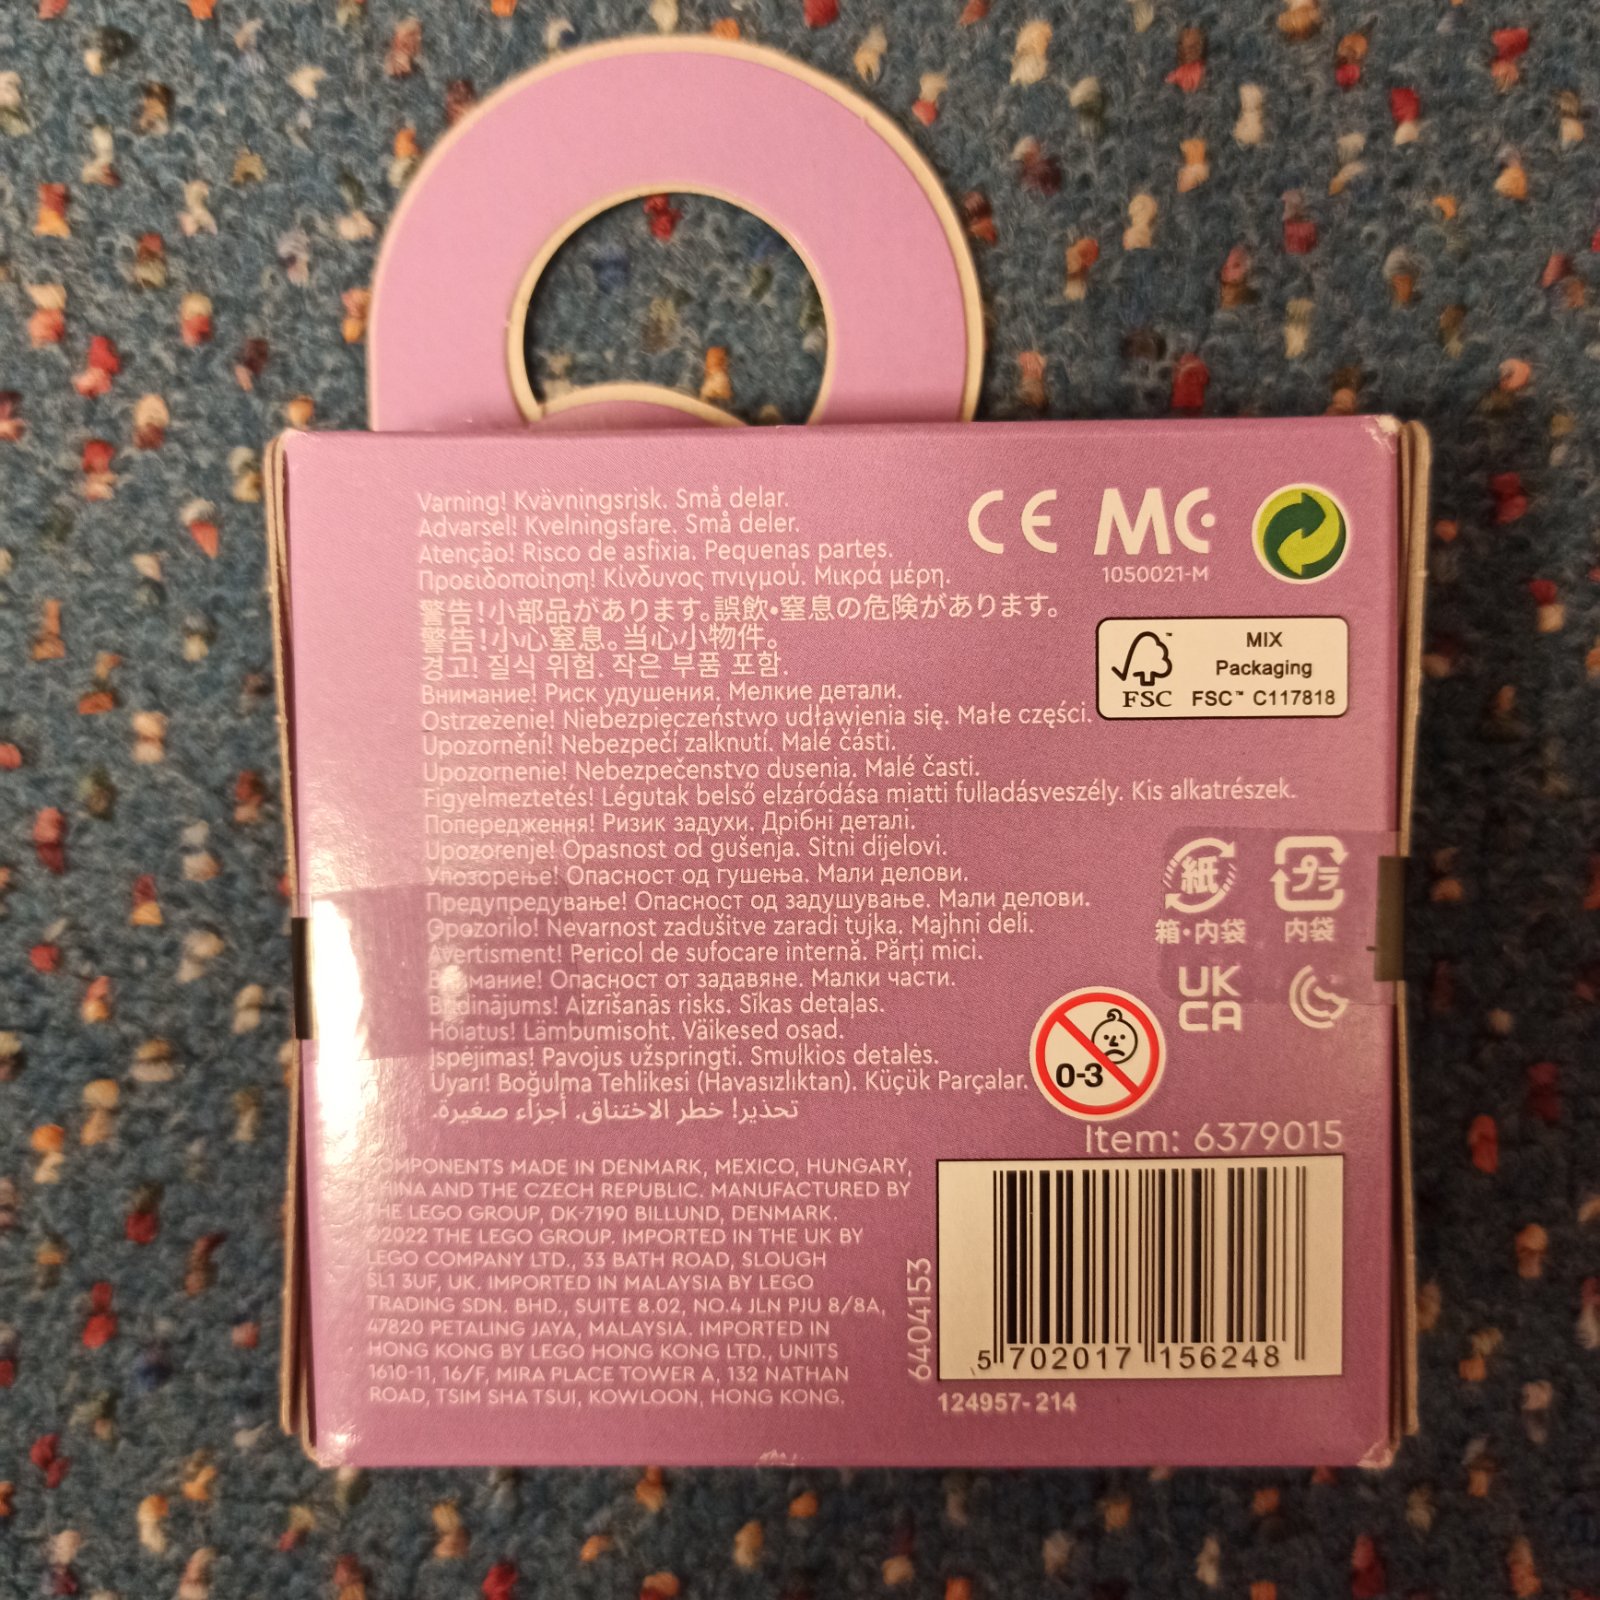 Varning! Kvävningsrisk. Små delar.
Advarsel! Kvelningsfare. Små deler.
Atenção! Risco de asfixia. Pequenas partes.
Προειδοποίηση! Κίνδυνος πνιγμού. Μικρά μέρη.
警告!小部品があります。誤飲・窒息の危険があります。
警告!小心窒息。当心小物件。
경고! 질식 위험. 작은 부품 포함.
Внимание! Риск удушения. Мелкие детали.
Ostrzeżenie! Niebezpieczeństwo udławienia się. Małe części.
Upozornění! Nebezpečí zalknutí. Malé části.
Upozornenie! Nebezpečenstvo dusenia. Malé časti.
Figyelmeztetés! Légutak belső elzáródása miatti fulladásveszély. Kis alkatrészek.
Попередження! Ризик задухи. Дрібні деталі.
Upozorenje! Opasnost od gušenja. Sitni dijelovi.
Упозорење! Опасност од гушења. Мали делови.
Предупредување! Опасност од задушување. Мали делови.
Opozorilo! Nevarnost zadušitve zaradi tujka. Majhni deli.
Avertisment! Pericol de sufocare internă. Părți mici.
Внимание! Опасност от задавяне. Малки части.
Brīdinājums! Aizrīšanās risks. Sīkas detaļas.
Hoiatus! Lämbumisoht. Väikesed osad.
Įspėjimas! Pavojus užspringti. Smulkios detalės.
Uyarı! Boğulma Tehlikesi (Havasızlıktan). Küçük Parçalar.
تحذير! خطر الاختناق. أجزاء صغيرة.
CE MC
1050021-M
FSC
MIX
Packaging
FSC™ C117818
紙 プラ
箱・内袋 内袋
UK
CA
0-3
Item: 6379015
COMPONENTS MADE IN DENMARK, MEXICO, HUNGARY,
CHINA AND THE CZECH REPUBLIC. MANUFACTURED BY
THE LEGO GROUP, DK-7190 BILLUND, DENMARK.
©2022 THE LEGO GROUP. IMPORTED IN THE UK BY
LEGO COMPANY LTD., 33 BATH ROAD, SLOUGH
SL1 3UF, UK. IMPORTED IN MALAYSIA BY LEGO
TRADING SDN. BHD., SUITE 8.02, NO.4 JLN PJU 8/8A,
47820 PETALING JAYA, MALAYSIA. IMPORTED IN
HONG KONG BY LEGO HONG KONG LTD., UNITS
1610-11, 16/F, MIRA PLACE TOWER A, 132 NATHAN
ROAD, TSIM SHA TSUI, KOWLOON, HONG KONG.
6404153
5 702017 156248
124957-214